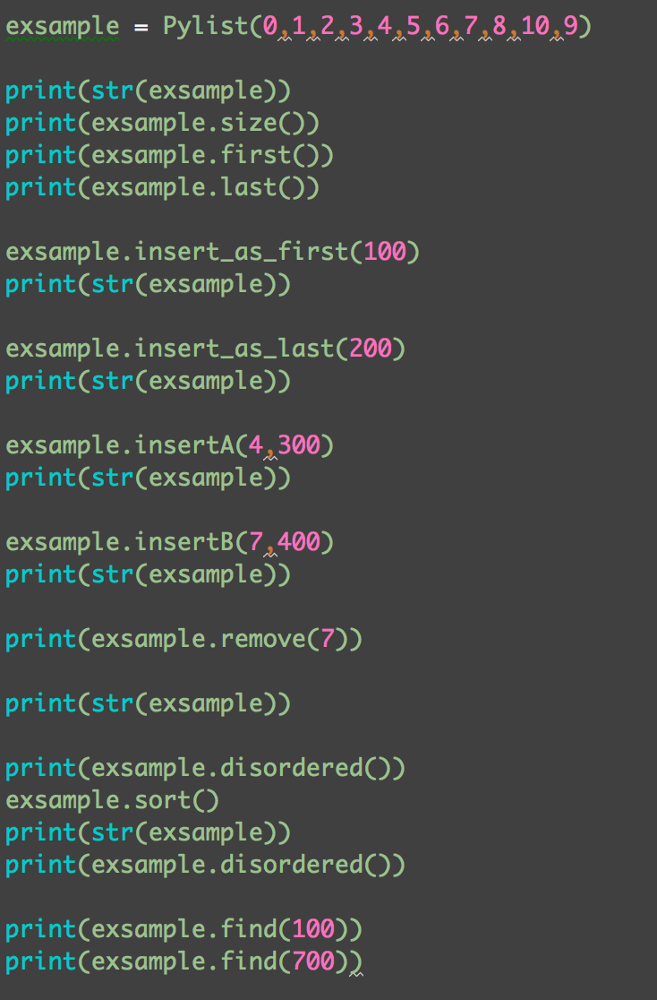 exsample = Pylist(0,1,2,3,4,5,6,7,8,10,9)
print(str(exsample))
print(exsample.size())
print(exsample.first())
print(exsample.last())
exsample.insert_as_first(100)
print(str(exsample))
exsample.insert_as_last(200)
print(str(exsample))
exsample.insertA(4,300)
print(str(exsample))
exsample.insertB(7,400)
print(str(exsample))
print(exsample.remove(7))
print(str(exsample))
print(exsample.disordered())
exsample.sort()
print(str(exsample))
print(exsample.disordered())
print(exsample.find(100))
print(exsample.find(700))